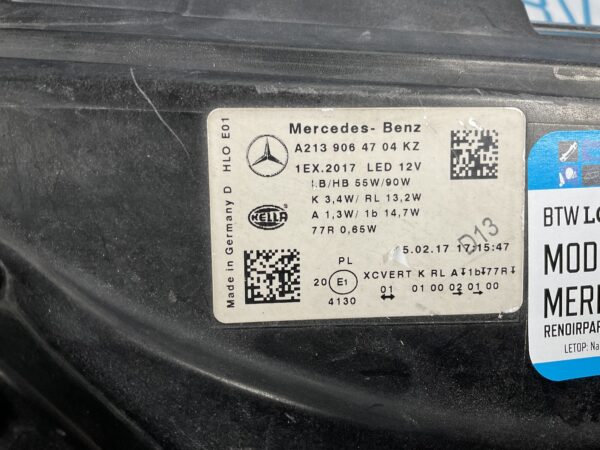 Mercedes-Benz
A213 906 47 04 KZ
1EX.2017 LED 12V
LB/HB 55W/90W
K 3,4W/ RL 13,2W
A 1,3W/ 1b 14,7W
77R 0,65W
HELLA
Made in Germany D HLO E01
D13
5.02.17 17:15:47
PL
20 E1 XCVERT K RL A 1b 77R
4130 01 01 00 02 01 00
BTW
MOD
MER
RENOIRPAR
LETOP: Na